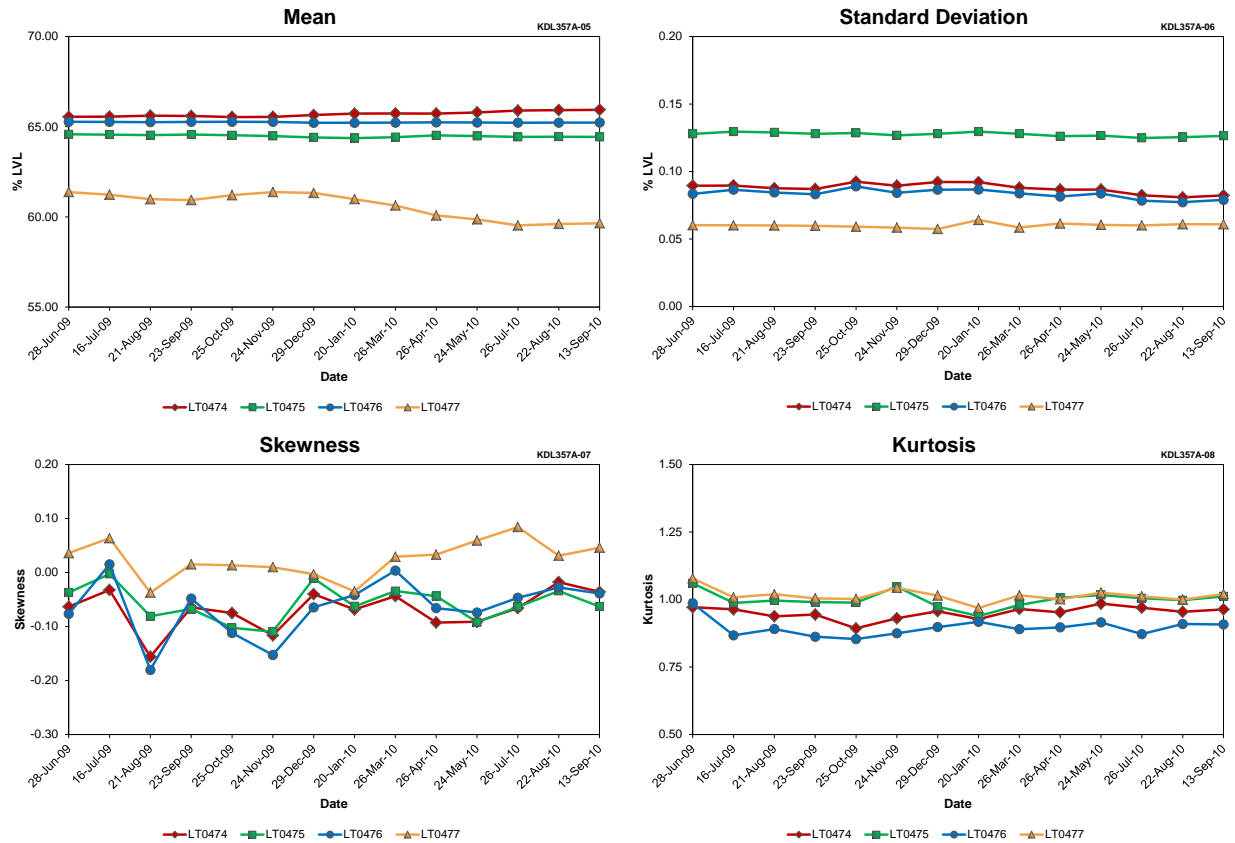 Mean
KDL357A-05
70.00
65.00
60.00
55.00
% LVL
28-Jun-09 16-Jul-09 21-Aug-09 23-Sep-09 25-Oct-09 24-Nov-09 29-Dec-09 20-Jan-10 26-Mar-10 26-Apr-10 24-May-10 26-Jul-10 22-Aug-10 13-Sep-10
Date
LT0474 LT0475 LT0476 LT0477
Standard Deviation
KDL357A-06
0.20
0.15
0.10
0.05
0.00
% LVL
28-Jun-09 16-Jul-09 21-Aug-09 23-Sep-09 25-Oct-09 24-Nov-09 29-Dec-09 20-Jan-10 26-Mar-10 26-Apr-10 24-May-10 26-Jul-10 22-Aug-10 13-Sep-10
Date
LT0474 LT0475 LT0476 LT0477
Skewness
KDL357A-07
0.20
0.10
0.00
-0.10
-0.20
-0.30
Skewness
28-Jun-09 16-Jul-09 21-Aug-09 23-Sep-09 25-Oct-09 24-Nov-09 29-Dec-09 20-Jan-10 26-Mar-10 26-Apr-10 24-May-10 26-Jul-10 22-Aug-10 13-Sep-10
Date
LT0474 LT0475 LT0476 LT0477
Kurtosis
KDL357A-08
1.50
1.25
1.00
0.75
0.50
Kurtosis
28-Jun-09 16-Jul-09 21-Aug-09 23-Sep-09 25-Oct-09 24-Nov-09 29-Dec-09 20-Jan-10 26-Mar-10 26-Apr-10 24-May-10 26-Jul-10 22-Aug-10 13-Sep-10
Date
LT0474 LT0475 LT0476 LT0477